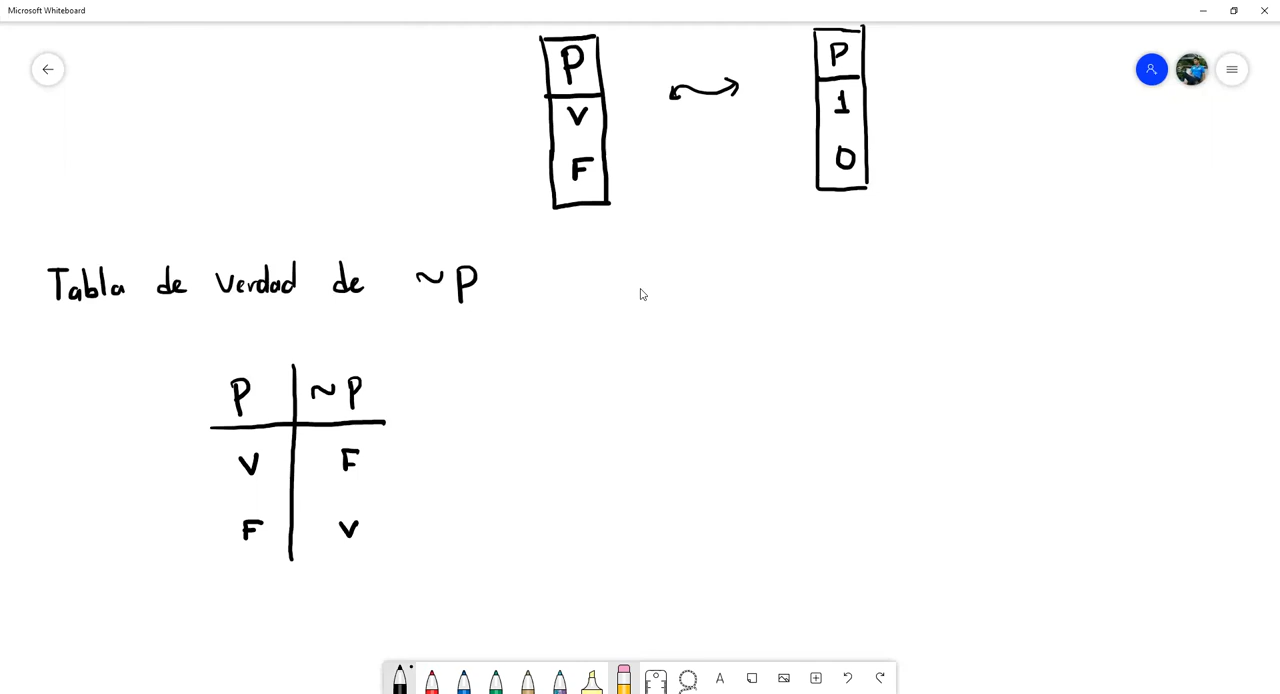 Microsoft Whiteboard
P P
V 1
F 0
Tabla de verdad de ~P
P ~P
V F
F V
A